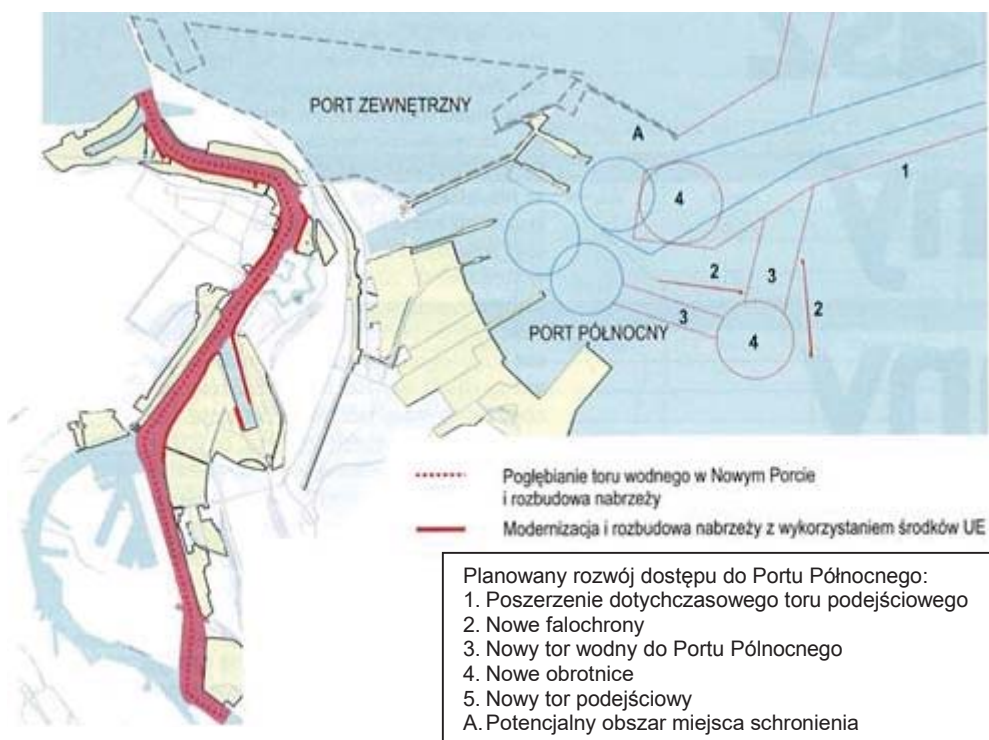 PORT ZEWNĘTRZNY
A
1
4
2
3
2
3
PORT PÓŁNOCNY
4
Pogłębianie toru wodnego w Nowym Porcie
i rozbudowa nabrzeży
Modernizacja i rozbudowa nabrzeży z wykorzystaniem środków UE
Planowany rozwój dostępu do Portu Północnego:
1. Poszerzenie dotychczasowego toru podejściowego
2. Nowe falochrony
3. Nowy tor wodny do Portu Pólnocnego
4. Nowe obrotnice
5. Nowy tor podejściowy
A. Potencjalny obszar miejsca schronienia